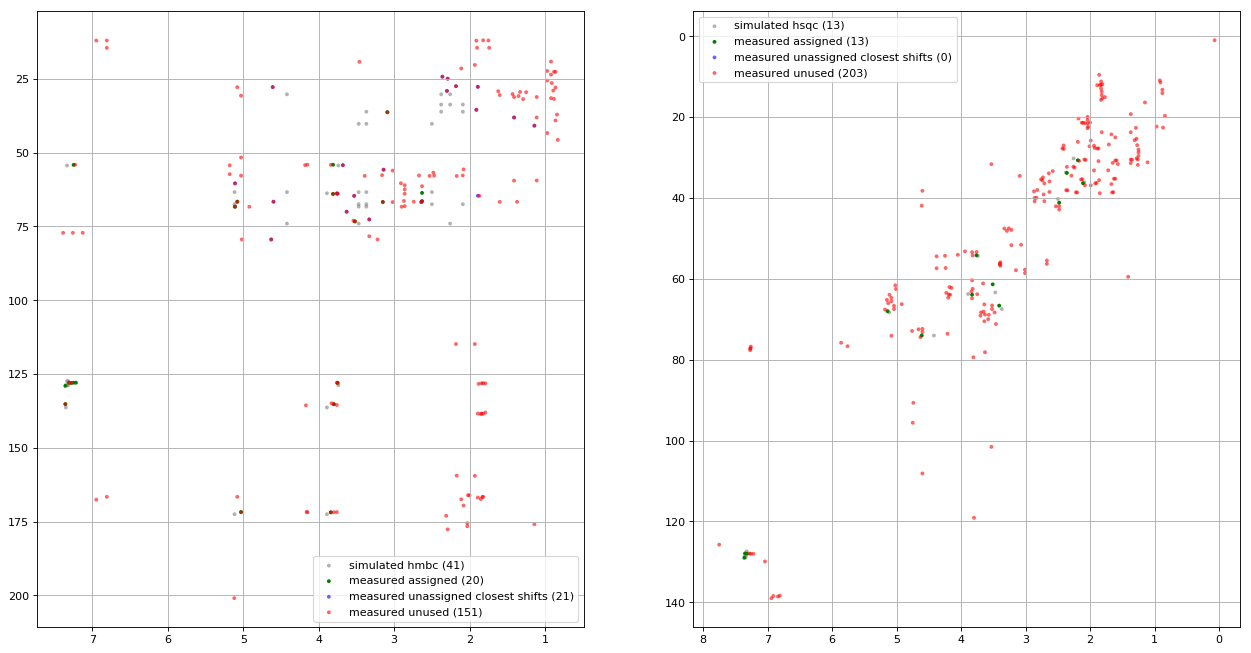 simulated hmbc (41)
measured assigned (20)
measured unassigned closest shifts (21)
measured unused (151)
25
50
75
100
125
150
175
200
7 6 5 4 3 2 1
simulated hsqc (13)
measured assigned (13)
measured unassigned closest shifts (0)
measured unused (203)
0
20
40
60
80
100
120
140
8 7 6 5 4 3 2 1 0